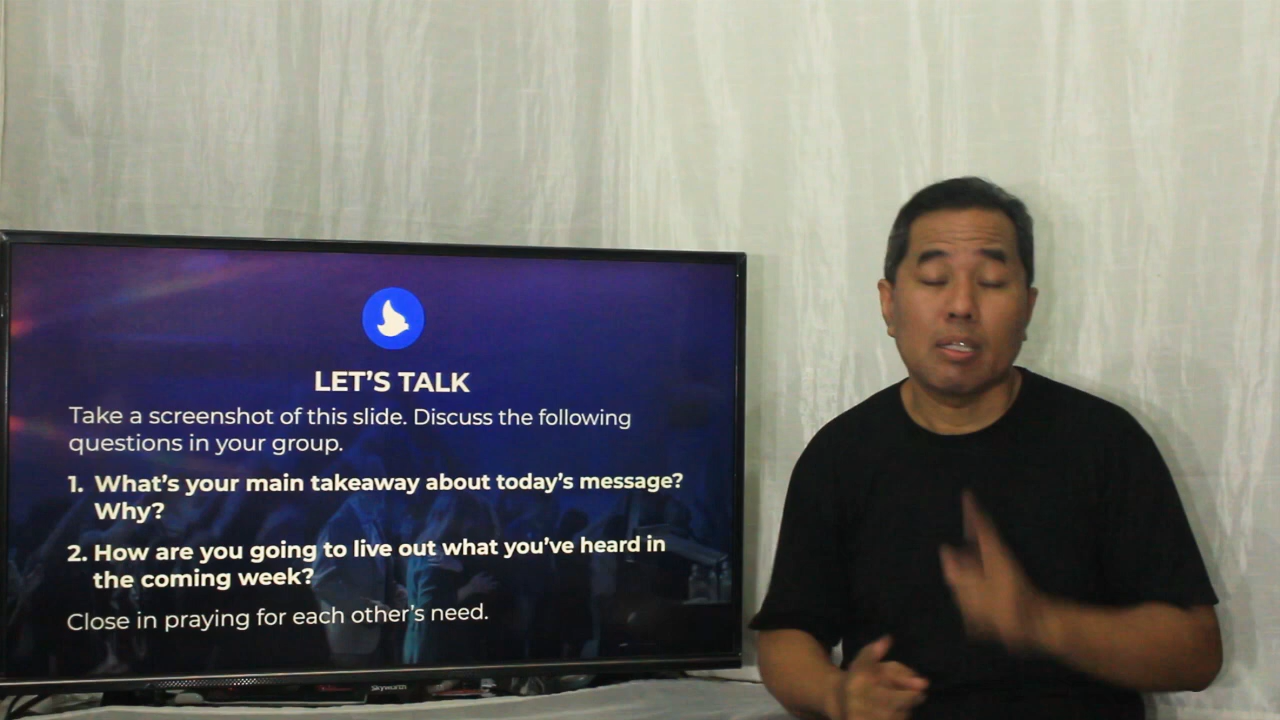 LET'S TALK
Take a screenshot of this slide. Discuss the following
questions in your group.
1. What's your main takeaway about today's message?
Why?
2. How are you going to live out what you've heard in
the coming week?
Close in praying for each other's need.
Skyworth